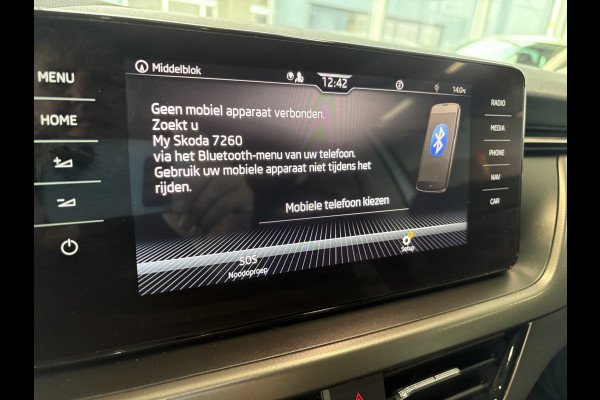 MENU
HOME
Middelblok
12:42
14.0°C
Geen mobiel apparaat verbonden.
Zoekt u
My Skoda 7260
via het Bluetooth-menu van uw telefoon.
Gebruik uw mobiele apparaat niet tijdens het
rijden.
Mobiele telefoon kiezen
SOS
Noodoproep
Setup
RADIO
MEDIA
PHONE
NAV
CAR